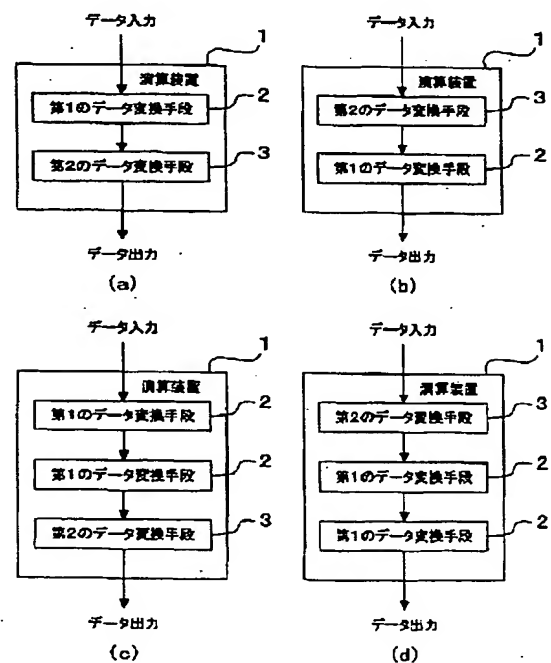 データ入力
1
演算装置
第1のデータ変換手段
2
第2のデータ変換手段
3
データ出力
(a)
データ入力
1
演算装置
第2のデータ変換手段
3
第1のデータ変換手段
2
データ出力
(b)
データ入力
1
演算装置
第1のデータ変換手段
2
第1のデータ変換手段
2
第2のデータ変換手段
3
データ出力
(c)
データ入力
1
演算装置
第2のデータ変換手段
3
第1のデータ変換手段
2
第1のデータ変換手段
2
データ出力
(d)